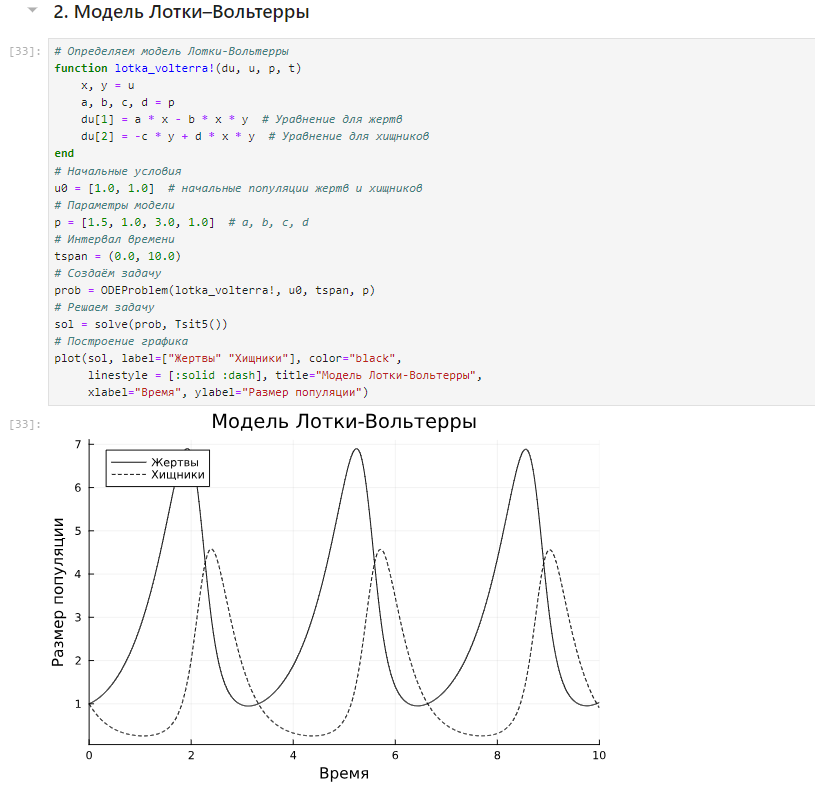 2. Модель Лотки–Вольтерры
[33]:
# Определяем модель Лотки-Вольтерры
function lotka_volterra!(du, u, p, t)
    x, y = u
    a, b, c, d = p
    du[1] = a * x - b * x * y  # Уравнение для жертв
    du[2] = -c * y + d * x * y  # Уравнение для хищников
end
# Начальные условия
u0 = [1.0, 1.0]  # начальные популяции жертв и хищников
# Параметры модели
p = [1.5, 1.0, 3.0, 1.0]  # a, b, c, d
# Интервал времени
tspan = (0.0, 10.0)
# Создаём задачу
prob = ODEProblem(lotka_volterra!, u0, tspan, p)
# Решаем задачу
sol = solve(prob, Tsit5())
# Построение графика
plot(sol, label=["Жертвы" "Хищники"], color="black",
     linestyle = [:solid :dash], title="Модель Лотки-Вольтерры",
     xlabel="Время", ylabel="Размер популяции")
[33]:
Модель Лотки-Вольтерры
Жертвы
Хищники
Размер популяции
7
6
5
4
3
2
1
0 2 4 6 8 10
Время